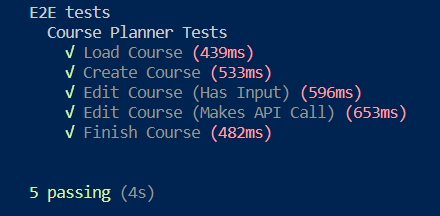 E2E tests
Course Planner Tests
√ Load Course (439ms)
√ Create Course (533ms)
√ Edit Course (Has Input) (596ms)
√ Edit Course (Makes API Call) (653ms)
√ Finish Course (482ms)
5 passing (4s)